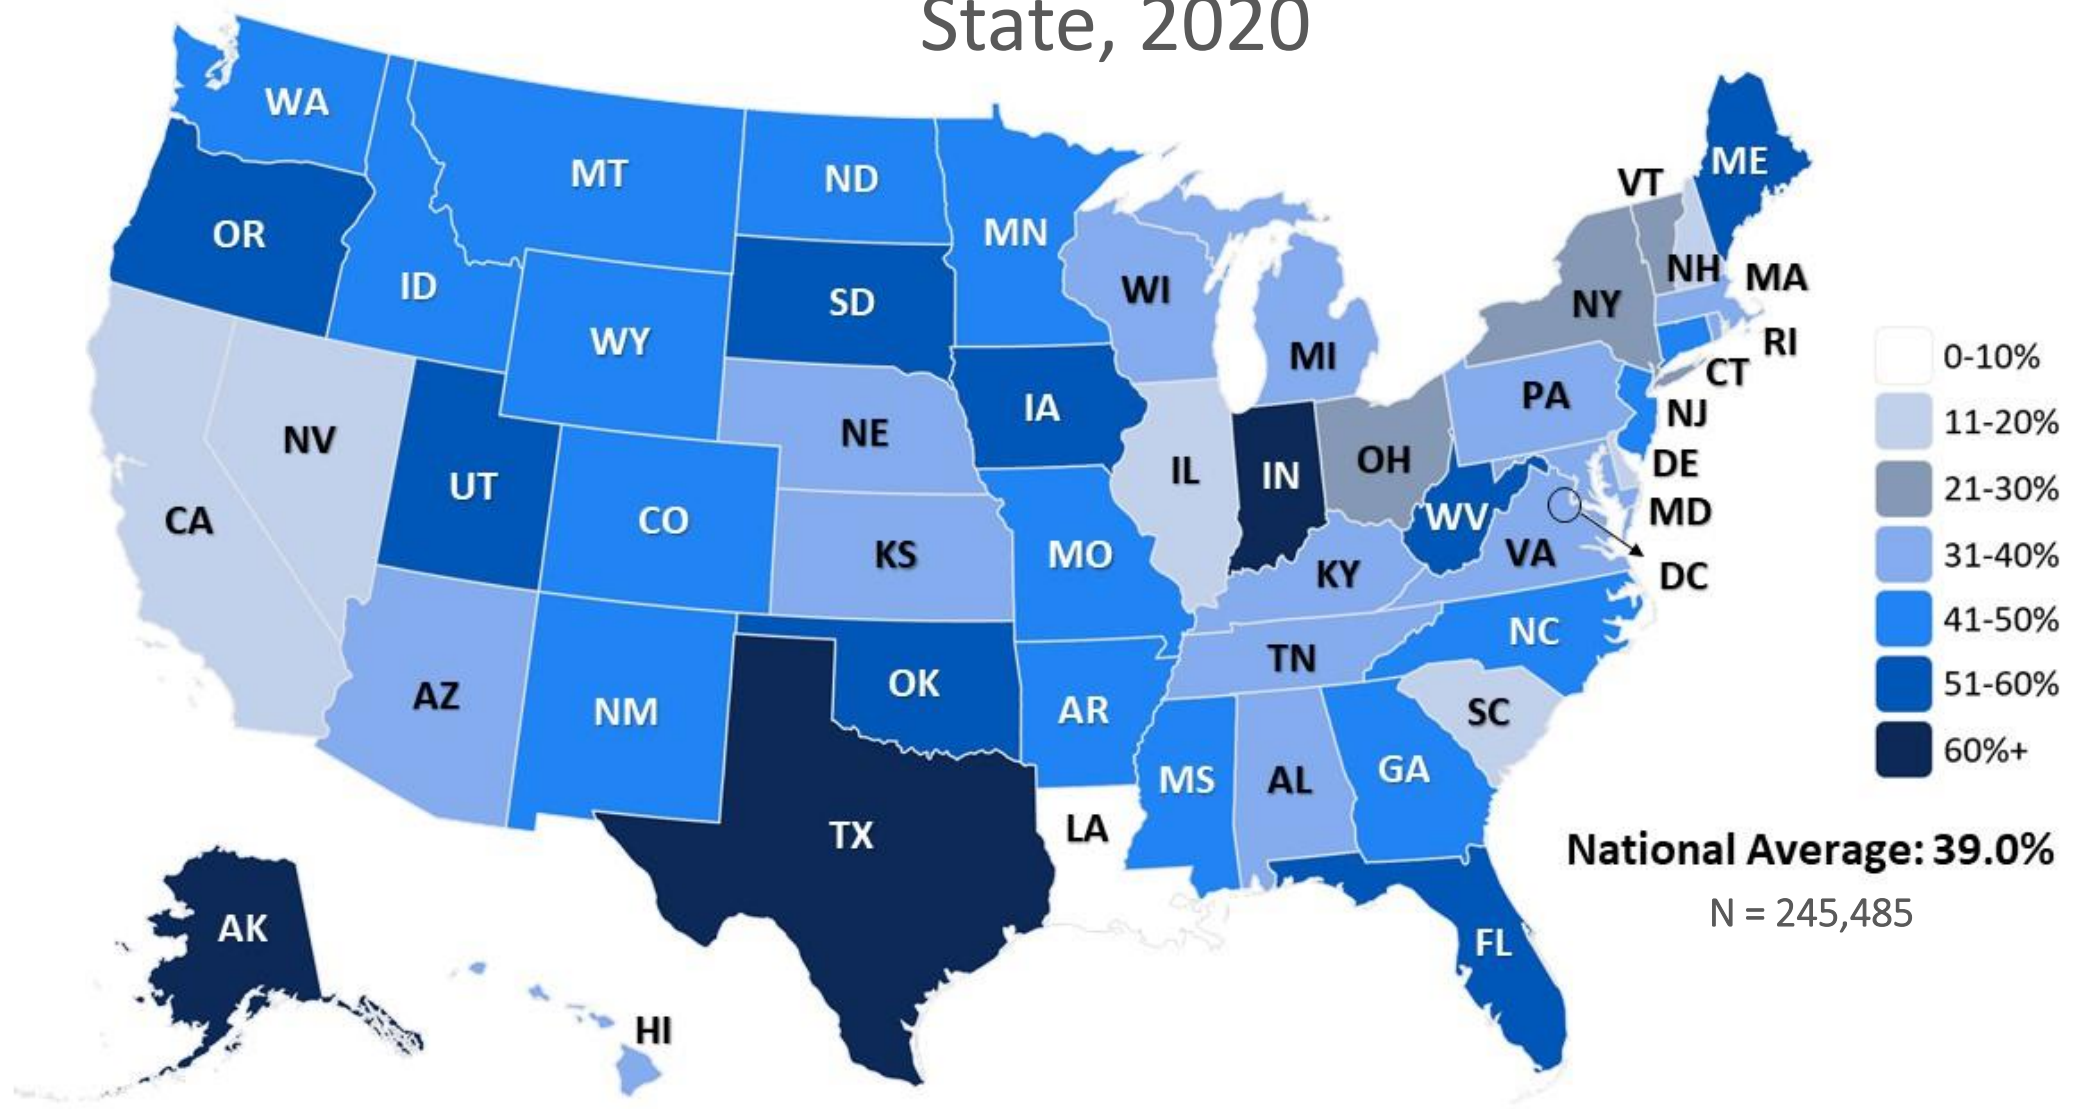 State, 2020
WA
MT
ND
MN
OR
ID
WY
SD
WI
MI
VT
ME
NH
MA
NY
RI
CT
NJ
PA
DE
MD
DC
NV
UT
CO
NE
IA
IL
IN
OH
WV
VA
CA
KS
MO
KY
NC
AZ
NM
OK
AR
TN
SC
TX
LA
MS
AL
GA
FL
AK
HI
0-10%
11-20%
21-30%
31-40%
41-50%
51-60%
60%+
National Average: 39.0%
N = 245,485